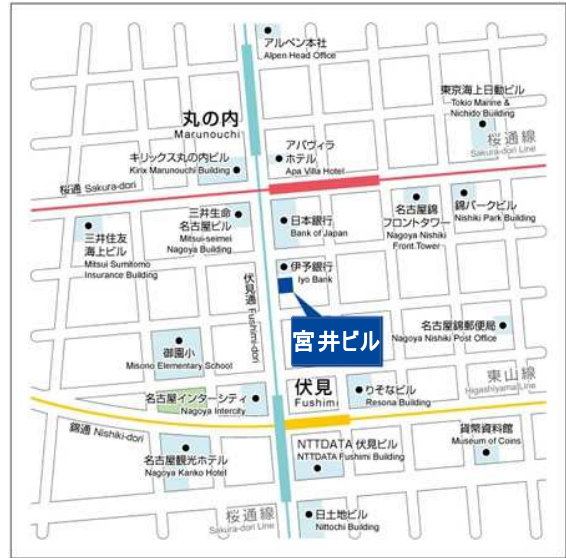 アルペン本社
Alpen Head Office
丸の内
Marunouchi
東京海上日動ビル
Tokio Marine &
Nichido Building
桜通線
Sakura-dori Line
アパヴィラ
ホテル
Apa Villa Hotel
キリックス丸の内ビル
Kirix Marunouchi Building
桜通 Sakura-dori
三井生命
名古屋ビル
Mitsui-seimei
Nagoya Building
日本銀行
Bank of Japan
名古屋錦
フロントタワー
Nagoya Nishiki
Front Tower
錦パークビル
Nishiki Park Building
三井住友
海上ビル
Mitsui Sumitomo
Insurance Building
伏見通 Fushimi-dori
伊予銀行
Iyo Bank
宮井ビル
名古屋錦郵便局
Nagoya Nishiki Post Office
御園小
Misono Elementary School
東山線
Higashiyama Line
名古屋インターシティ
Nagoya Intercity
伏見
Fushimi
りそなビル
Resona Building
錦通 Nishiki-dori
名古屋観光ホテル
Nagoya Kanko Hotel
NTTDATA 伏見ビル
NTTDATA Fushimi Building
貨幣資料館
Museum of Coins
桜通線
Sakura-dori Line
日土地ビル
Nittochi Building